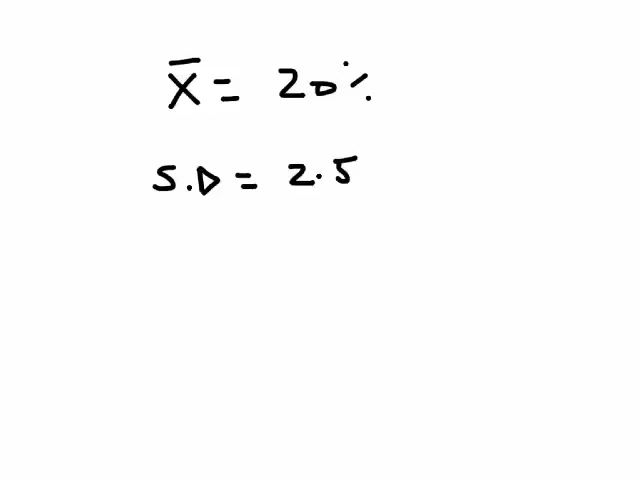 X̅ = 20%
S.D = 2.5